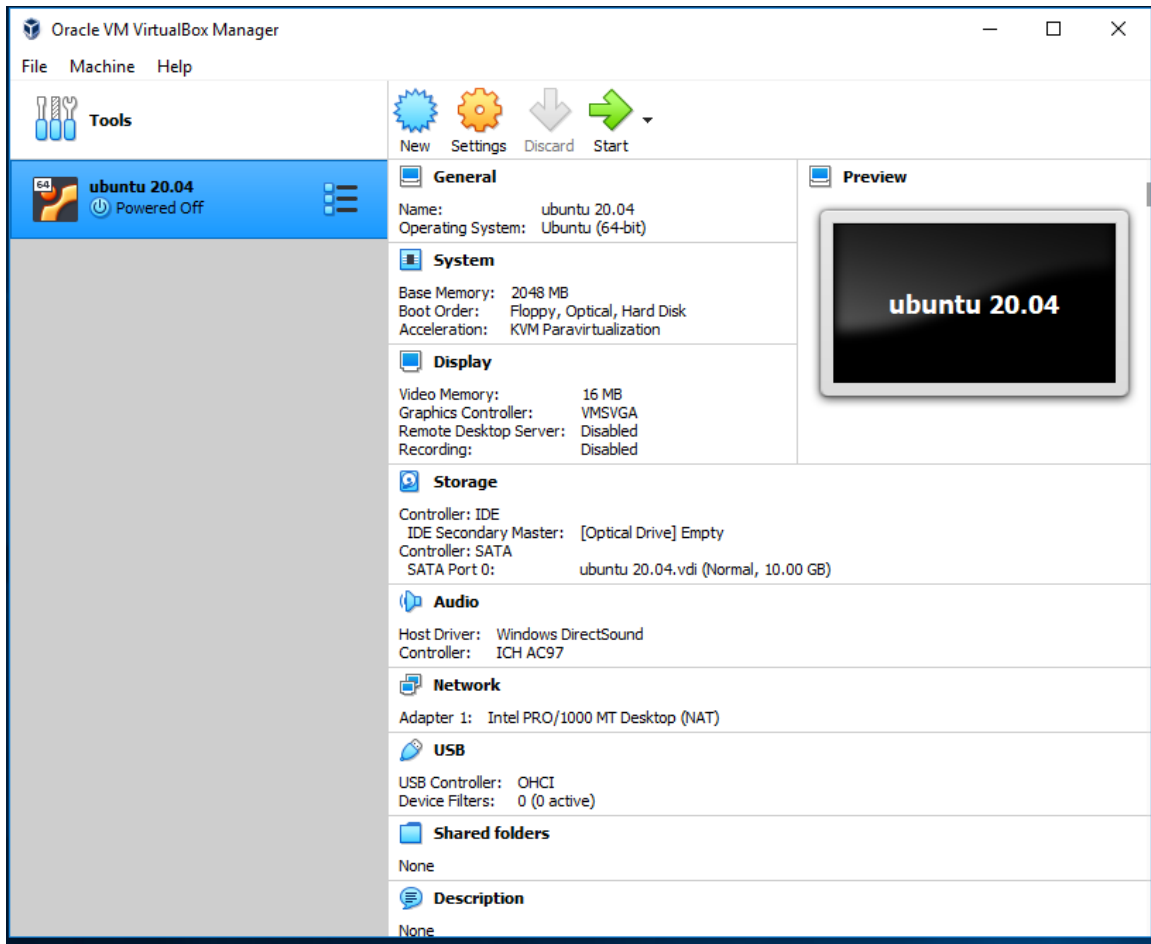 Oracle VM VirtualBox Manager
File Machine Help
Tools
New Settings Discard Start
64
ubuntu 20.04
Powered Off
General
Name: ubuntu 20.04
Operating System: Ubuntu (64-bit)
Preview
ubuntu 20.04
System
Base Memory: 2048 MB
Boot Order: Floppy, Optical, Hard Disk
Acceleration: KVM Paravirtualization
Display
Video Memory: 16 MB
Graphics Controller: VMSVGA
Remote Desktop Server: Disabled
Recording: Disabled
Storage
Controller: IDE
IDE Secondary Master: [Optical Drive] Empty
Controller: SATA
SATA Port 0: ubuntu 20.04.vdi (Normal, 10.00 GB)
Audio
Host Driver: Windows DirectSound
Controller: ICH AC97
Network
Adapter 1: Intel PRO/1000 MT Desktop (NAT)
USB
USB Controller: OHCI
Device Filters: 0 (0 active)
Shared folders
None
Description
None